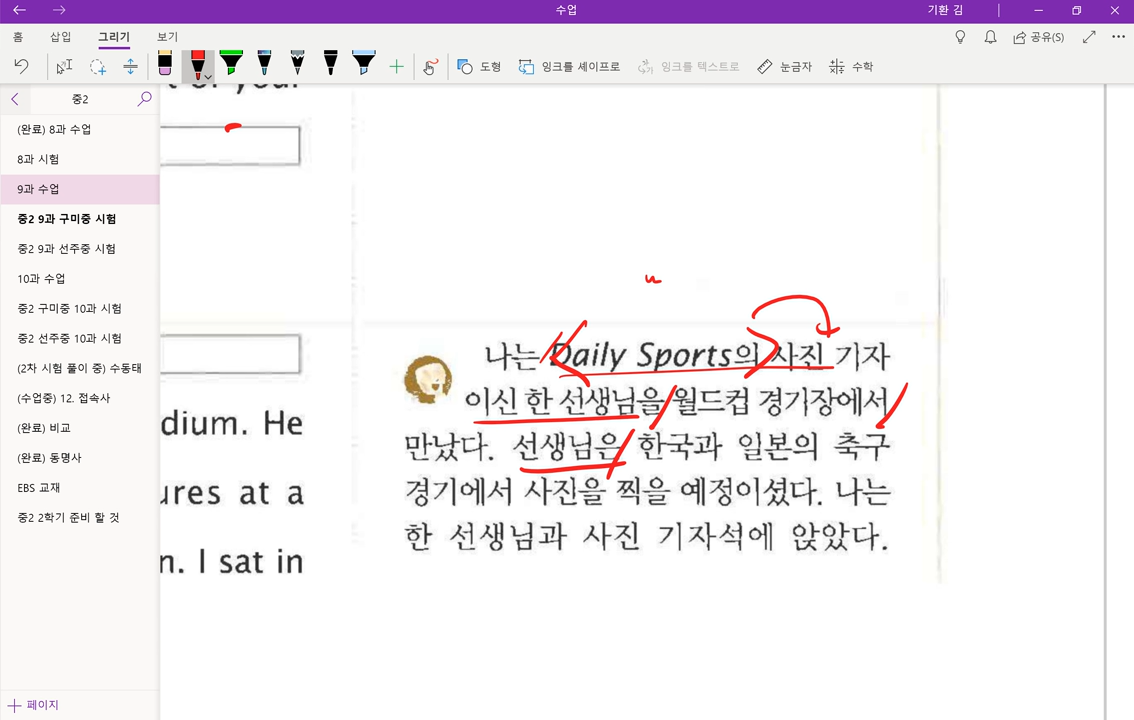 수업
기환 김
홈 삽입 그리기 보기
공유(S)
도형 잉크를 셰이프로 잉크를 텍스트로 눈금자 수학
중2
(완료) 8과 수업
8과 시험
9과 수업
중2 9과 구미중 시험
중2 9과 선주중 시험
10과 수업
중2 구미중 10과 시험
중2 선주중 10과 시험
(2차 시험 풀이 중) 수동태
(수업중) 12. 접속사
(완료) 비교
(완료) 동명사
EBS 교재
중2 2학기 준비 할 것
페이지
dium. He
ures at a
n. I sat in
나는 Daily Sports의 사진 기자
이신 한 선생님을 월드컵 경기장에서
만났다. 선생님은 한국과 일본의 축구
경기에서 사진을 찍을 예정이셨다. 나는
한 선생님과 사진 기자석에 앉았다.